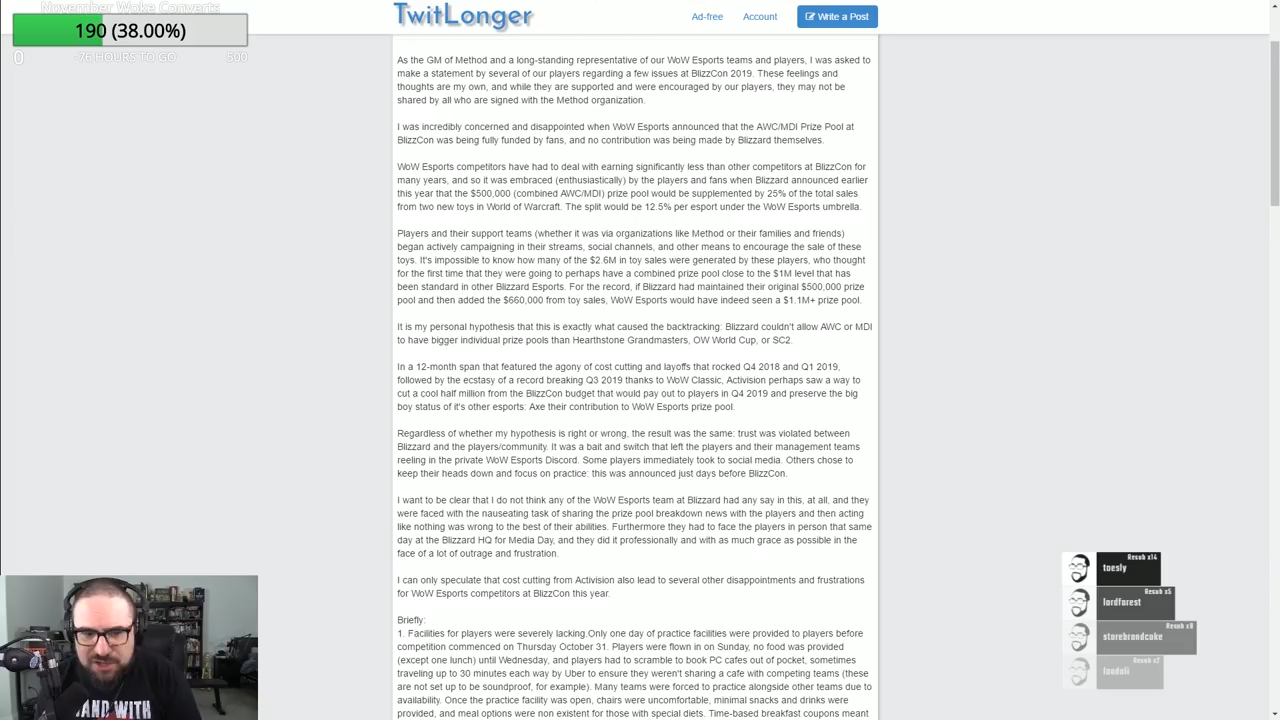 November Woke Converts
190 (38.00%)
0
-76 HOURS TO GO
500
TwitLonger
Ad-free
Account
Write a Post
As the GM of Method and a long-standing representative of our WoW Esports teams and players, I was asked to
make a statement by several of our players regarding a few issues at BlizzCon 2019. These feelings and
thoughts are my own, and while they are supported and were encouraged by our players, they may not be
shared by all who are signed with the Method organization.
I was incredibly concerned and disappointed when WoW Esports announced that the AWC/MDI Prize Pool at
BlizzCon was being fully funded by fans, and no contribution was being made by Blizzard themselves.
WoW Esports competitors have had to deal with earning significantly less than other competitors at BlizzCon for
many years, and so it was embraced (enthusiastically) by the players and fans when Blizzard announced earlier
this year that the $500,000 (combined AWC/MDI) prize pool would be supplemented by 25% of the total sales
from two new toys in World of Warcraft. The split would be 12.5% per esport under the WoW Esports umbrella.
Players and their support teams (whether it was via organizations like Method or their families and friends)
began actively campaigning in their streams, social channels, and other means to encourage the sale of these
toys. It's impossible to know how many of the $2.6M in toy sales were generated by these players, who thought
for the first time that they were going to perhaps have a combined prize pool close to the $1M level that has
been standard in other Blizzard Esports. For the record, if Blizzard had maintained their original $500,000 prize
pool and then added the $660,000 from toy sales, WoW Esports would have indeed seen a $1.1M+ prize pool.
It is my personal hypothesis that this is exactly what caused the backtracking: Blizzard couldn't allow AWC or MDI
to have bigger individual prize pools than Hearthstone Grandmasters, OW World Cup, or SC2.
In a 12-month span that featured the agony of cost cutting and layoffs that rocked Q4 2018 and Q1 2019,
followed by the ecstasy of a record breaking Q3 2019 thanks to WoW Classic, Activision perhaps saw a way to
cut a cool half million from the BlizzCon budget that would pay out to players in Q4 2019 and preserve the big
boy status of it's other esports: Axe their contribution to WoW Esports prize pool.
Regardless of whether my hypothesis is right or wrong, the result was the same: trust was violated between
Blizzard and the players/community. It was a bait and switch that left the players and their management teams
reeling in the private WoW Esports Discord. Some players immediately took to social media. Others chose to
keep their heads down and focus on practice: this was announced just days before BlizzCon.
I want to be clear that I do not think any of the WoW Esports team at Blizzard had any say in this, at all, and they
were faced with the nauseating task of sharing the prize pool breakdown news with the players and then acting
like nothing was wrong to the best of their abilities. Furthermore they had to face the players in person that same
day at the Blizzard HQ for Media Day, and they did it professionally and with as much grace as possible in the
face of a lot of outrage and frustration.
I can only speculate that cost cutting from Activision also lead to several other disappointments and frustrations
for WoW Esports competitors at BlizzCon this year.
Briefly:
1. Facilities for players were severely lacking.Only one day of practice facilities were provided to players before
competition commenced on Thursday October 31. Players were flown in on Sunday, no food was provided
(except one lunch) until Wednesday, and players had to scramble to book PC cafes out of pocket, sometimes
traveling up to 30 minutes each way by Uber to ensure they weren't sharing a cafe with competing teams (these
are not set up to be soundproof, for example). Many teams were forced to practice alongside other teams due to
availability. Once the practice facility was open, chairs were uncomfortable, minimal snacks and drinks were
provided, and meal options were non existent for those with special diets. Time-based breakfast coupons meant
Resub x14
taesly
Resub x5
lordforest
Resub x9
storebrandcoke
Resub x2
AND WITH